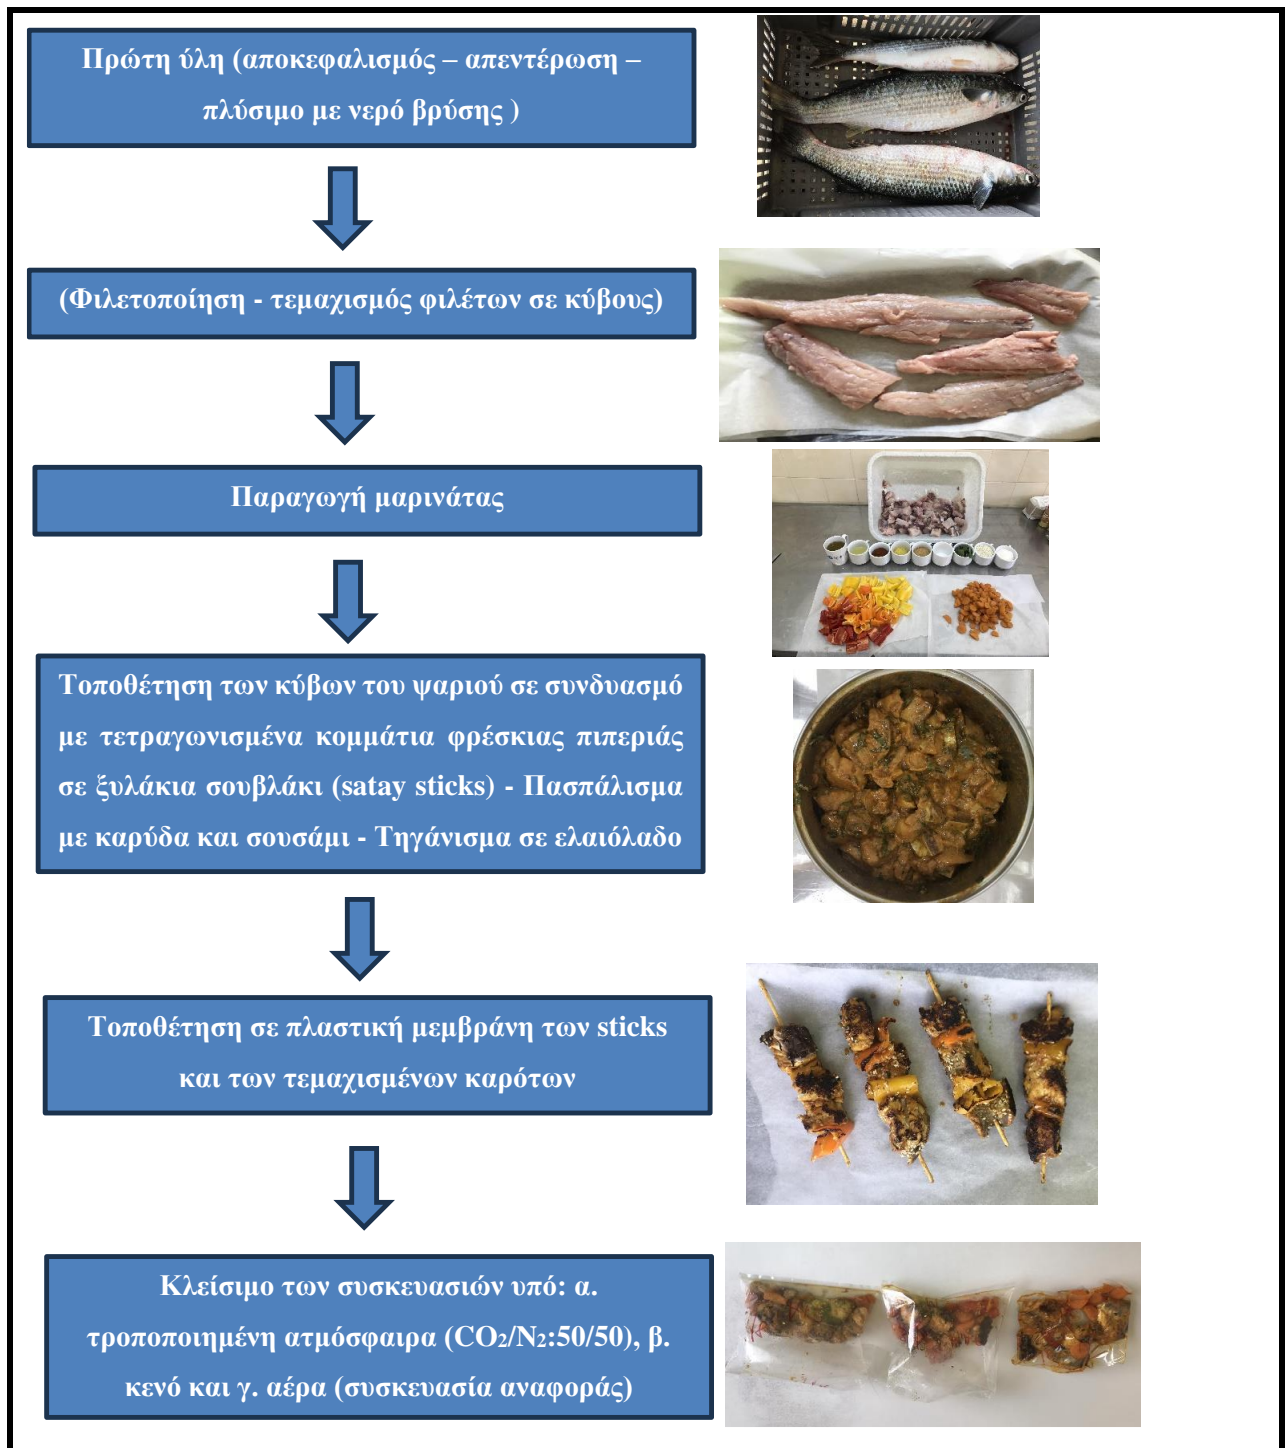 Πρώτη ύλη (αποκεφαλισμός – απεντέρωση –
πλύσιμο με νερό βρύσης )
(Φιλετοποίηση - τεμαχισμός φιλέτων σε κύβους)
Παραγωγή μαρινάτας
Τοποθέτηση των κύβων του ψαριού σε συνδυασμό
με τετραγωνισμένα κομμάτια φρέσκιας πιπεριάς
σε ξυλάκια σουβλάκι (satay sticks) - Πασπάλισμα
με καρύδα και σουσάμι - Τηγάνισμα σε ελαιόλαδο
Τοποθέτηση σε πλαστική μεμβράνη των sticks
και των τεμαχισμένων καρότων
Κλείσιμο των συσκευασιών υπό: α.
τροποποιημένη ατμόσφαιρα (CO₂/N₂:50/50), β.
κενό και γ. αέρα (συσκευασία αναφοράς)